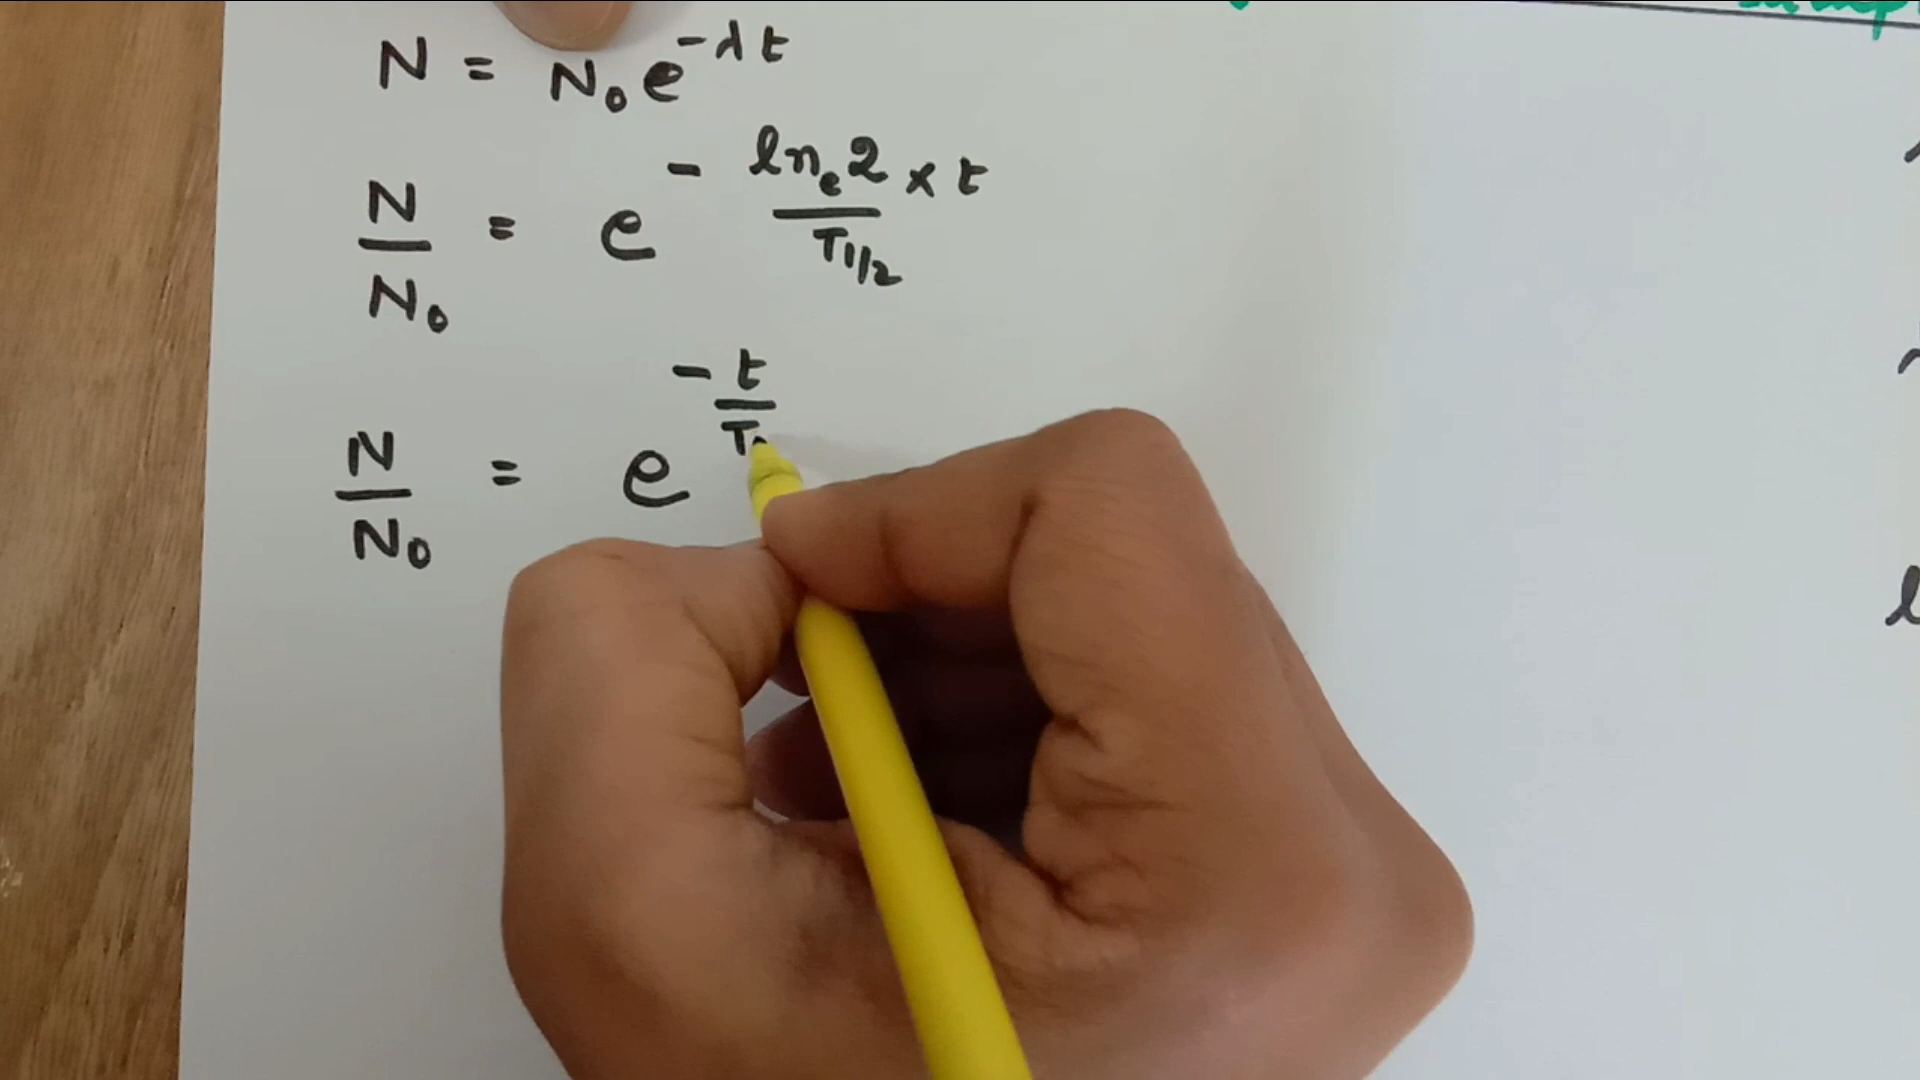 N = N₀e^(-λt)
N/N₀ = e^(- (lnₑ2)/(T1/2) × t)
N/N₀ = e^(- t/T)